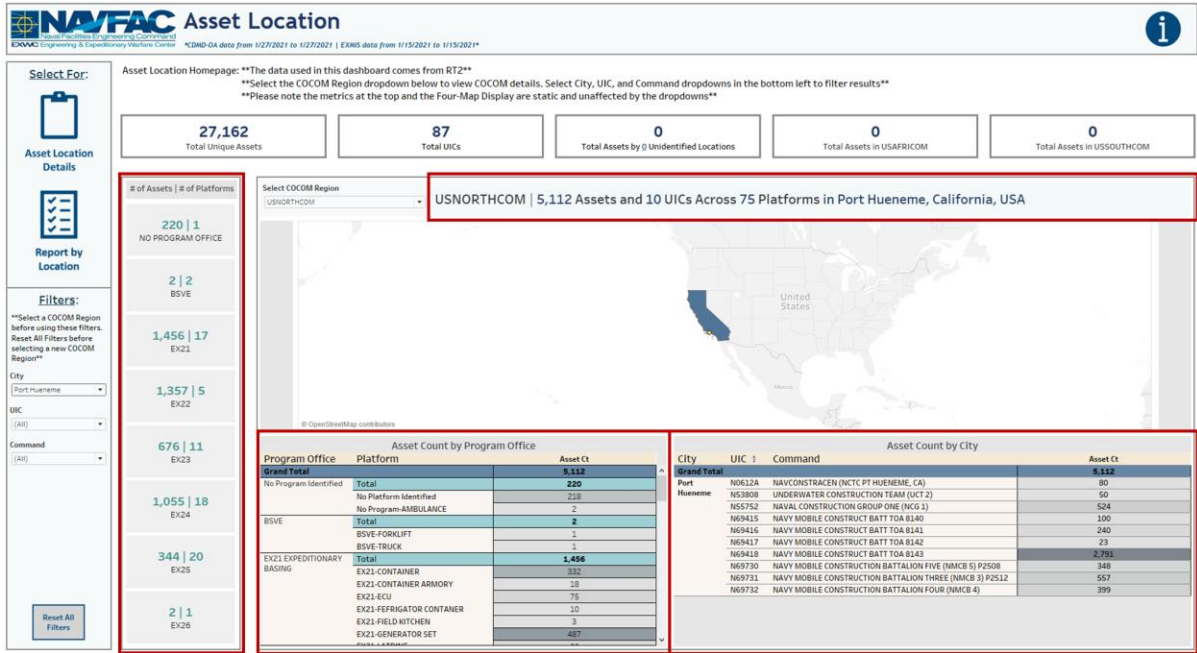 NAVFAC
Naval Facilities Engineering Command
EXWC Engineering & Expeditionary Warfare Center
Asset Location
*CDMD-OA data from 1/27/2021 to 1/27/2021 | EXMIS data from 1/15/2021 to 1/15/2021*
i
Select For:
Asset Location
Details
Report by
Location
Filters:
**Select a COCOM Region
before using these filters.
Reset All Filters before
selecting a new COCOM
Region**
City
Port Hueneme
UIC
(All)
Command
(All)
Reset All
Filters
Asset Location Homepage: **The data used in this dashboard comes from RT2**
**Select the COCOM Region dropdown below to view COCOM details. Select City, UIC, and Command dropdowns in the bottom left to filter results**
**Please note the metrics at the top and the Four-Map Display are static and unaffected by the dropdowns**
27,162
Total Unique Assets
87
Total UICs
0
Total Assets by 0 Unidentified Locations
0
Total Assets in USAFRICOM
0
Total Assets in USSOUTHCOM
# of Assets | # of Platforms
220 | 1
NO PROGRAM OFFICE
2 | 2
BSVE
1,456 | 17
EX21
1,357 | 5
EX22
676 | 11
EX23
1,055 | 18
EX24
344 | 20
EX25
2 | 1
EX26
Select COCOM Region
USNORTHCOM
USNORTHCOM | 5,112 Assets and 10 UICs Across 75 Platforms in Port Hueneme, California, USA
United
States
Mexico
© OpenStreetMap contributors
Asset Count by Program Office
Program Office Platform Asset Ct
Grand Total 5,112
No Program Identified Total 220
No Platform Identified 218
No Program-AMBULANCE 2
BSVE Total 2
BSVE-FORKLIFT 1
BSVE-TRUCK 1
EX21 EXPEDITIONARY Total 1,456
BASING EX21-CONTAINER 332
EX21-CONTAINER ARMORY 18
EX21-ECU 75
EX21-FEFRIGATOR CONTANER 10
EX21-FIELD KITCHEN 3
EX21-GENERATOR SET 487
Asset Count by City
City UIC Command Asset Ct
Grand Total 5,112
Port N0612A NAVCONSTRACEN (NCTC PT HUENEME, CA) 80
Hueneme N53808 UNDERWATER CONSTRUCTION TEAM (UCT 2) 50
N55752 NAVAL CONSTRUCTION GROUP ONE (NCG 1) 524
N69415 NAVY MOBILE CONSTRUCT BATT TOA 8140 100
N69416 NAVY MOBILE CONSTRUCT BATT TOA 8141 240
N69417 NAVY MOBILE CONSTRUCT BATT TOA 8142 23
N69418 NAVY MOBILE CONSTRUCT BATT TOA 8143 2,791
N69730 NAVY MOBILE CONSTRUCTION BATTALION FIVE (NMCB 5) P2508 348
N69731 NAVY MOBILE CONSTRUCTION BATTALION THREE (NMCB 3) P2512 557
N69732 NAVY MOBILE CONSTRUCTION BATTALION FOUR (NMCB 4) 399